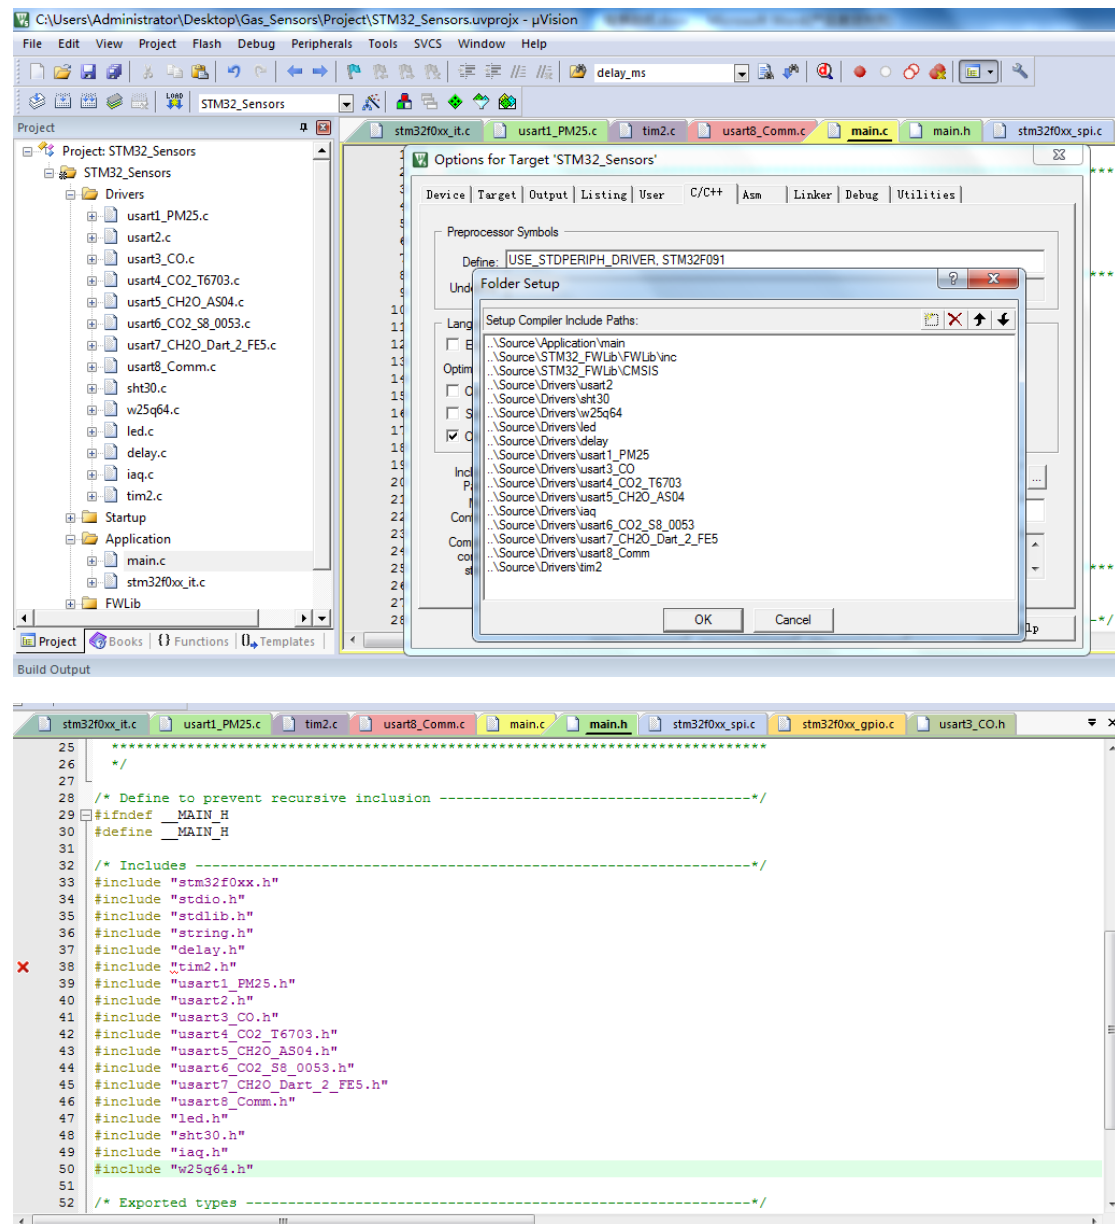 C:\Users\Administrator\Desktop\Gas_Sensors\Project\STM32_Sensors.uvprojx - µVision
File Edit View Project Flash Debug Peripherals Tools SVCS Window Help
delay_ms
LOAD STM32_Sensors
Project
stm32f0xx_it.c usart1_PM25.c tim2.c usart8_Comm.c main.c main.h stm32f0xx_spi.c
Project: STM32_Sensors
STM32_Sensors
Drivers
usart1_PM25.c
usart2.c
usart3_CO.c
usart4_CO2_T6703.c
usart5_CH2O_AS04.c
usart6_CO2_S8_0053.c
usart7_CH2O_Dart_2_FE5.c
usart8_Comm.c
sht30.c
w25q64.c
led.c
delay.c
iaq.c
tim2.c
Startup
Application
main.c
stm32f0xx_it.c
FWLib
Project Books {} Functions Templates
Build Output
Options for Target 'STM32_Sensors'
Device Target Output Listing User C/C++ Asm Linker Debug Utilities
Preprocessor Symbols
Define: USE_STDPERIPH_DRIVER, STM32F091
Folder Setup
Setup Compiler Include Paths:
..\Source\Application\main
..\Source\STM32_FWLib\FWLib\inc
..\Source\STM32_FWLib\CMSIS
..\Source\Drivers\usart2
..\Source\Drivers\sht30
..\Source\Drivers\w25q64
..\Source\Drivers\led
..\Source\Drivers\delay
..\Source\Drivers\usart1_PM25
..\Source\Drivers\usart3_CO
..\Source\Drivers\usart4_CO2_T6703
..\Source\Drivers\usart5_CH2O_AS04
..\Source\Drivers\iaq
..\Source\Drivers\usart6_CO2_S8_0053
..\Source\Drivers\usart7_CH2O_Dart_2_FE5
..\Source\Drivers\usart8_Comm
..\Source\Drivers\tim2
OK Cancel
stm32f0xx_it.c usart1_PM25.c tim2.c usart8_Comm.c main.c main.h stm32f0xx_spi.c stm32f0xx_gpio.c usart3_CO.h
25 *******************************************************************************
26 */
27
28 /* Define to prevent recursive inclusion -------------------------------------*/
29 #ifndef __MAIN_H
30 #define __MAIN_H
31
32 /* Includes ------------------------------------------------------------------*/
33 #include "stm32f0xx.h"
34 #include "stdio.h"
35 #include "stdlib.h"
36 #include "string.h"
37 #include "delay.h"
38 #include "tim2.h"
39 #include "usart1_PM25.h"
40 #include "usart2.h"
41 #include "usart3_CO.h"
42 #include "usart4_CO2_T6703.h"
43 #include "usart5_CH2O_AS04.h"
44 #include "usart6_CO2_S8_0053.h"
45 #include "usart7_CH2O_Dart_2_FE5.h"
46 #include "usart8_Comm.h"
47 #include "led.h"
48 #include "sht30.h"
49 #include "iaq.h"
50 #include "w25q64.h"
51
52 /* Exported types ------------------------------------------------------------*/